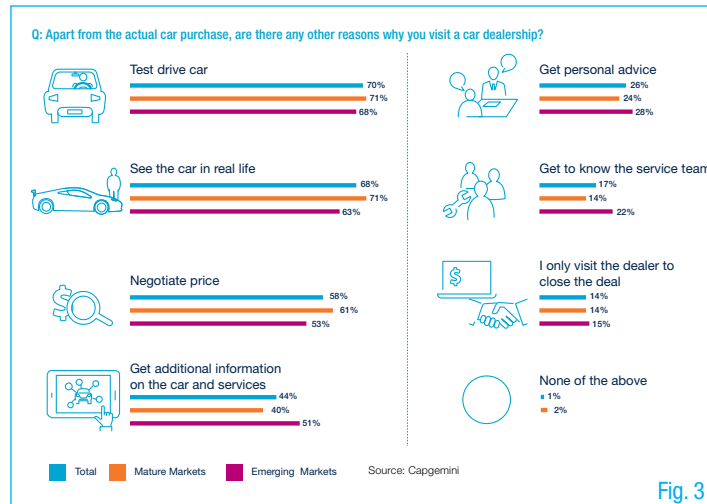 Q: Apart from the actual car purchase, are there any other reasons why you visit a car dealership?
Test drive car
70%
71%
68%
See the car in real life
68%
71%
63%
Negotiate price
58%
61%
53%
Get additional information
on the car and services
44%
40%
51%
Get personal advice
26%
24%
28%
Get to know the service team
17%
14%
22%
I only visit the dealer to
close the deal
14%
14%
15%
None of the above
1%
2%
Total
Mature Markets
Emerging Markets
Source: Capgemini
Fig. 3